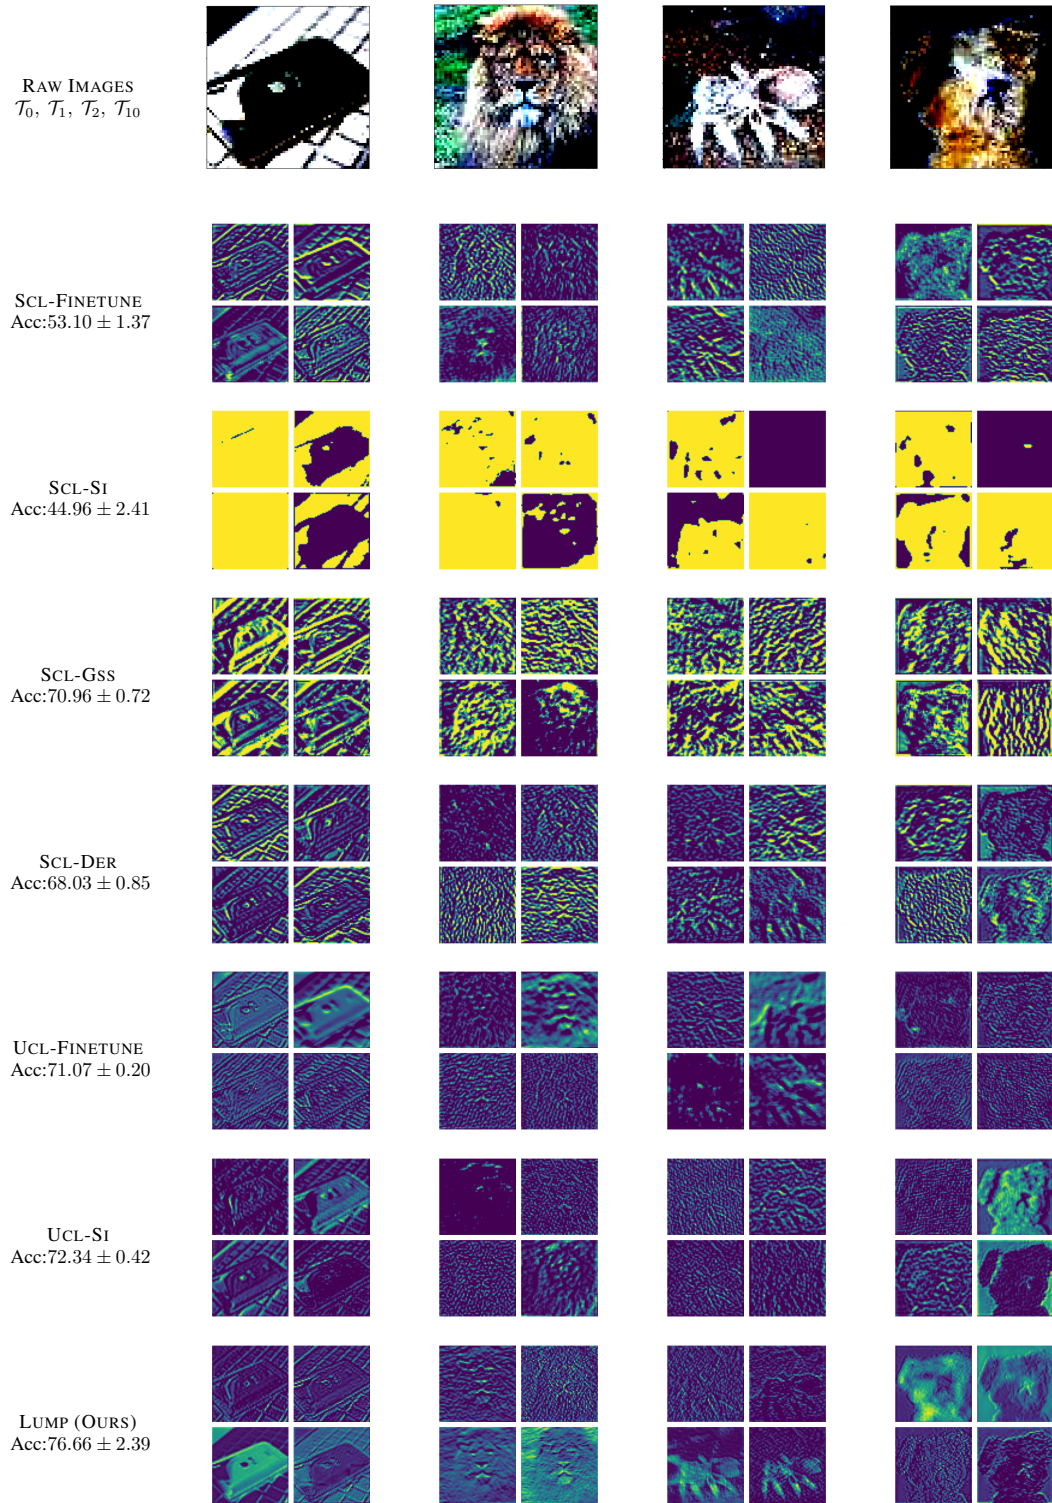 RAW IMAGES
𝒯₀, 𝒯₁, 𝒯₂, 𝒯₁₀
SCL-FINETUNE
Acc:53.10 ± 1.37
SCL-SI
Acc:44.96 ± 2.41
SCL-GSS
Acc:70.96 ± 0.72
SCL-DER
Acc:68.03 ± 0.85
UCL-FINETUNE
Acc:71.07 ± 0.20
UCL-SI
Acc:72.34 ± 0.42
LUMP (OURS)
Acc:76.66 ± 2.39